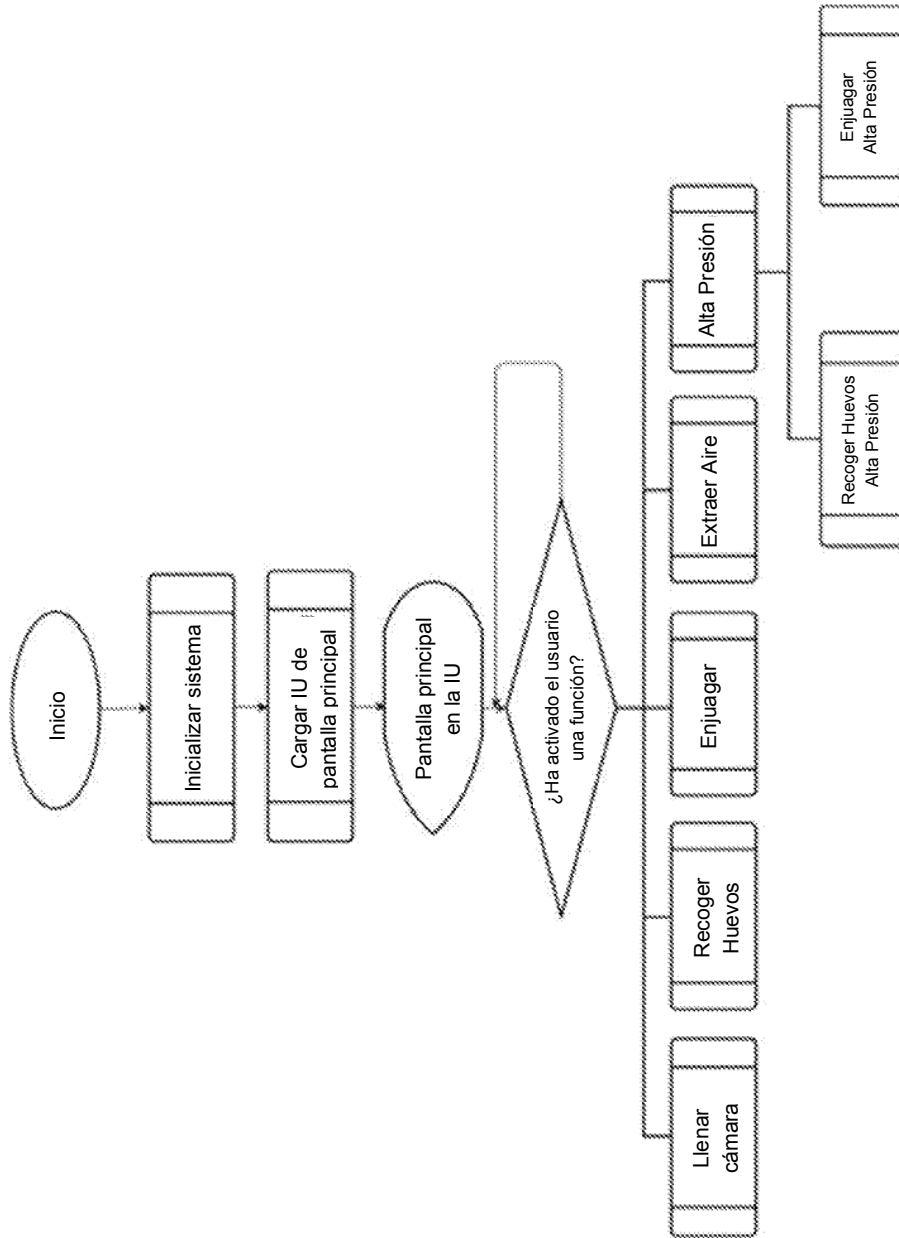 Inicio
Inicializar sistema
Cargar IU de
pantalla principal
Pantalla principal
en la IU
¿Ha activado el usuario
una función?
Llenar
cámara
Recoger
Huevos
Enjuagar
Extraer Aire
Alta Presión
Recoger Huevos
Alta Presión
Enjuagar
Alta Presión